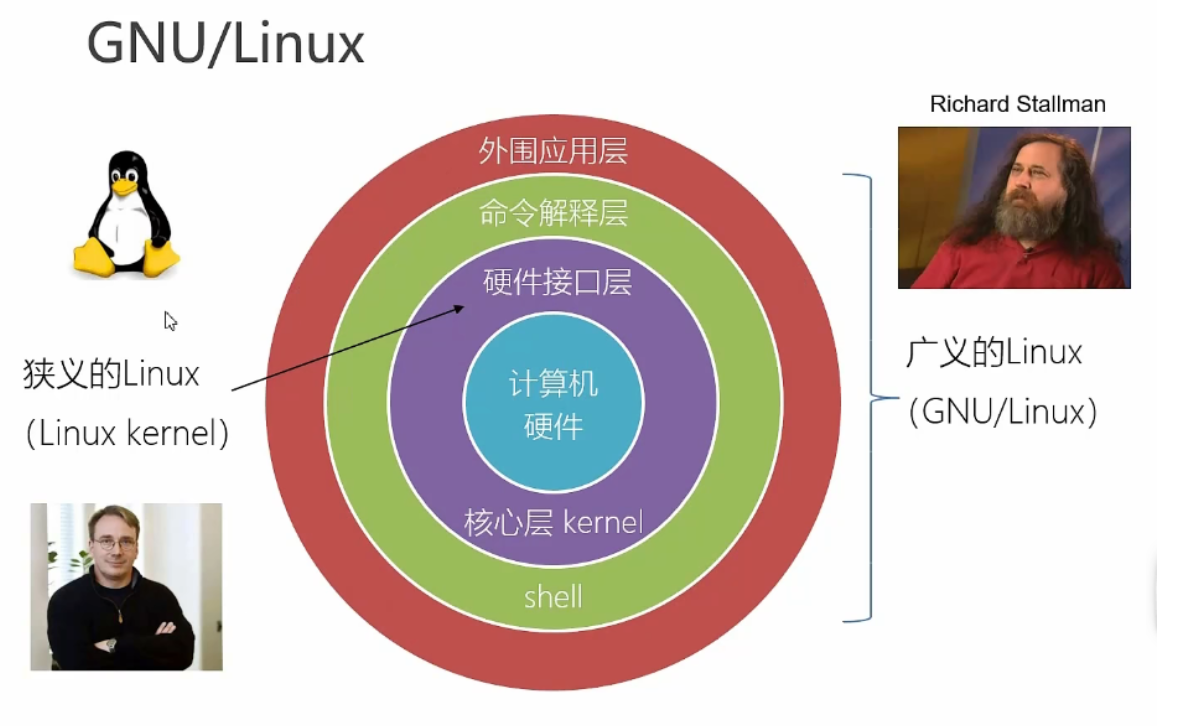 GNU/Linux
Richard Stallman
外围应用层
命令解释层
硬件接口层
计算机
硬件
核心层 kernel
shell
狭义的Linux
（Linux kernel）
广义的Linux
（GNU/Linux）